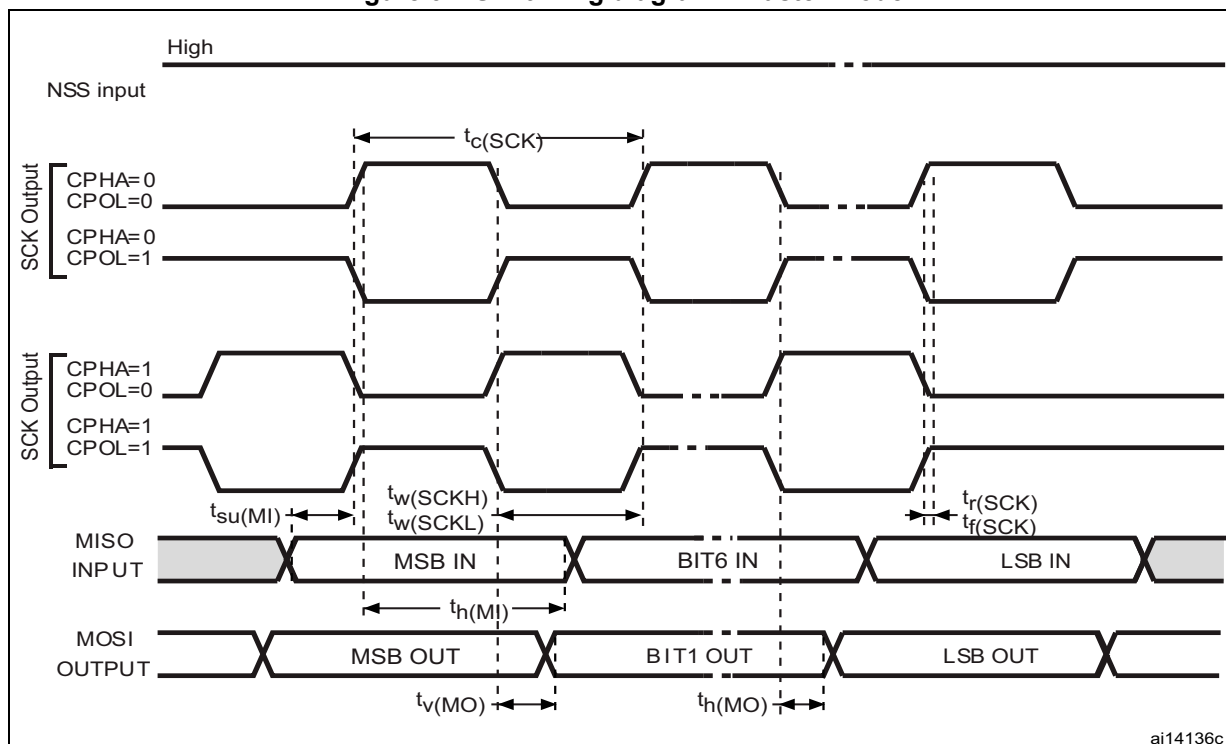 High
NSS input
tc(SCK)
SCK Output
CPHA=0
CPOL=0
CPHA=0
CPOL=1
SCK Output
CPHA=1
CPOL=0
CPHA=1
CPOL=1
tsu(MI)
tw(SCKH)
tw(SCKL)
tr(SCK)
tf(SCK)
MISO
INPUT
MSB IN
BIT6 IN
LSB IN
th(MI)
MOSI
OUTPUT
MSB OUT
BIT1 OUT
LSB OUT
tv(MO)
th(MO)
ai14136c